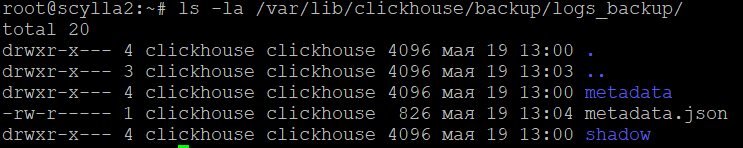 root@scylla2:~# ls -la /var/lib/clickhouse/backup/logs_backup/
total 20
drwxr-x--- 4 clickhouse clickhouse 4096 мая 19 13:00 .
drwxr-x--- 3 clickhouse clickhouse 4096 мая 19 13:03 ..
drwxr-x--- 4 clickhouse clickhouse 4096 мая 19 13:00 metadata
-rw-r----- 1 clickhouse clickhouse  826 мая 19 13:04 metadata.json
drwxr-x--- 4 clickhouse clickhouse 4096 мая 19 13:00 shadow